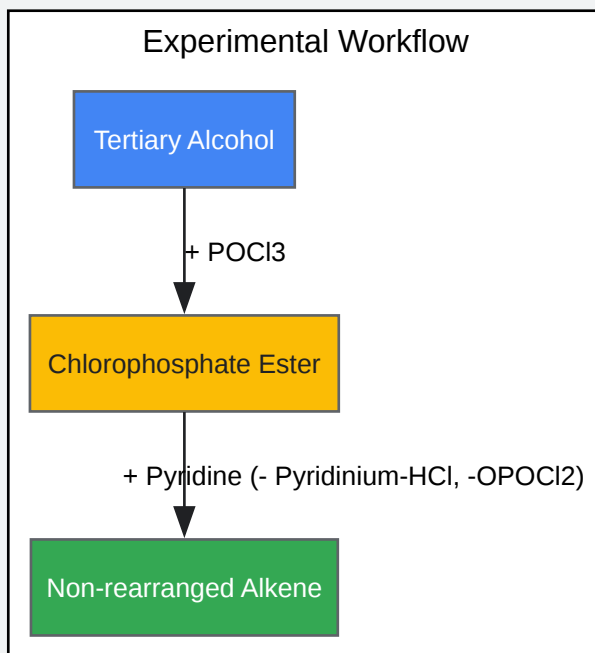 Experimental Workflow
Tertiary Alcohol
+ POCl3
Chlorophosphate Ester
+ Pyridine (- Pyridinium-HCl, -OPOCl2)
Non-rearranged Alkene